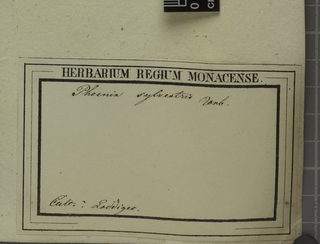 HERBARIUM REGIUM MONACENSE.
Phoenix sylvestris Roxb.
Cult. : Loddiges.